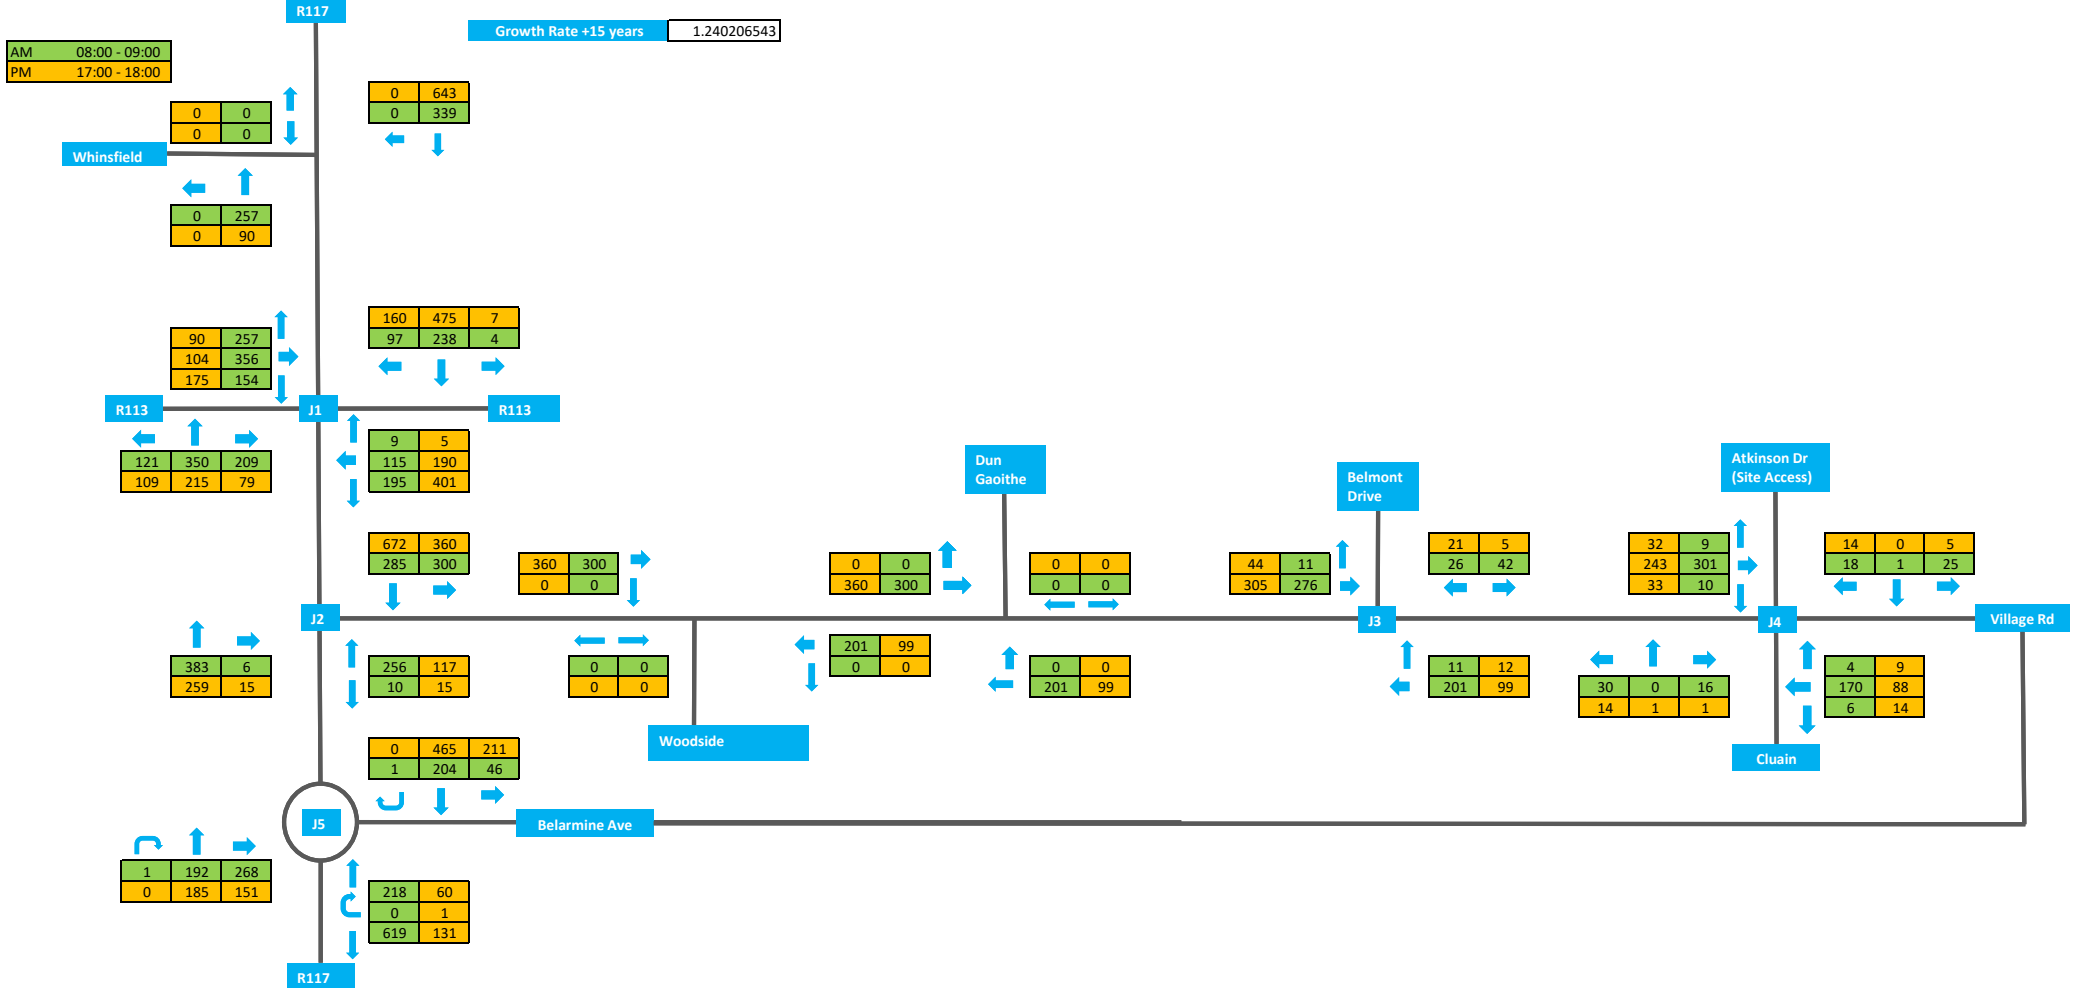 R117
Growth Rate +15 years 1.240206543
AM 08:00 - 09:00
PM 17:00 - 18:00
0 643
0 339
0 0
0 0
Whinsfield
0 257
0 90
160 475 7
97 238 4
90 257
104 356
175 154
R113 J1 R113
9 5
115 190
195 401
121 350 209
109 215 79
Dun
Gaoithe
Atkinson Dr
(Site Access)
Belmont
Drive
672 360
285 300
360 300
0 0
0 0
360 300
0 0
0 0
44 11
305 276
21 5
26 42
32 9
243 301
33 10
14 0 5
18 1 25
J2 J3 J4 Village Rd
383 6
259 15
256 117
10 15
0 0
0 0
201 99
0 0
0 0
201 99
11 12
201 99
30 0 16
14 1 1
4 9
170 88
6 14
Woodside
Cluain
0 465 211
1 204 46
J5 Belarmine Ave
1 192 268
0 185 151
218 60
0 1
619 131
R117